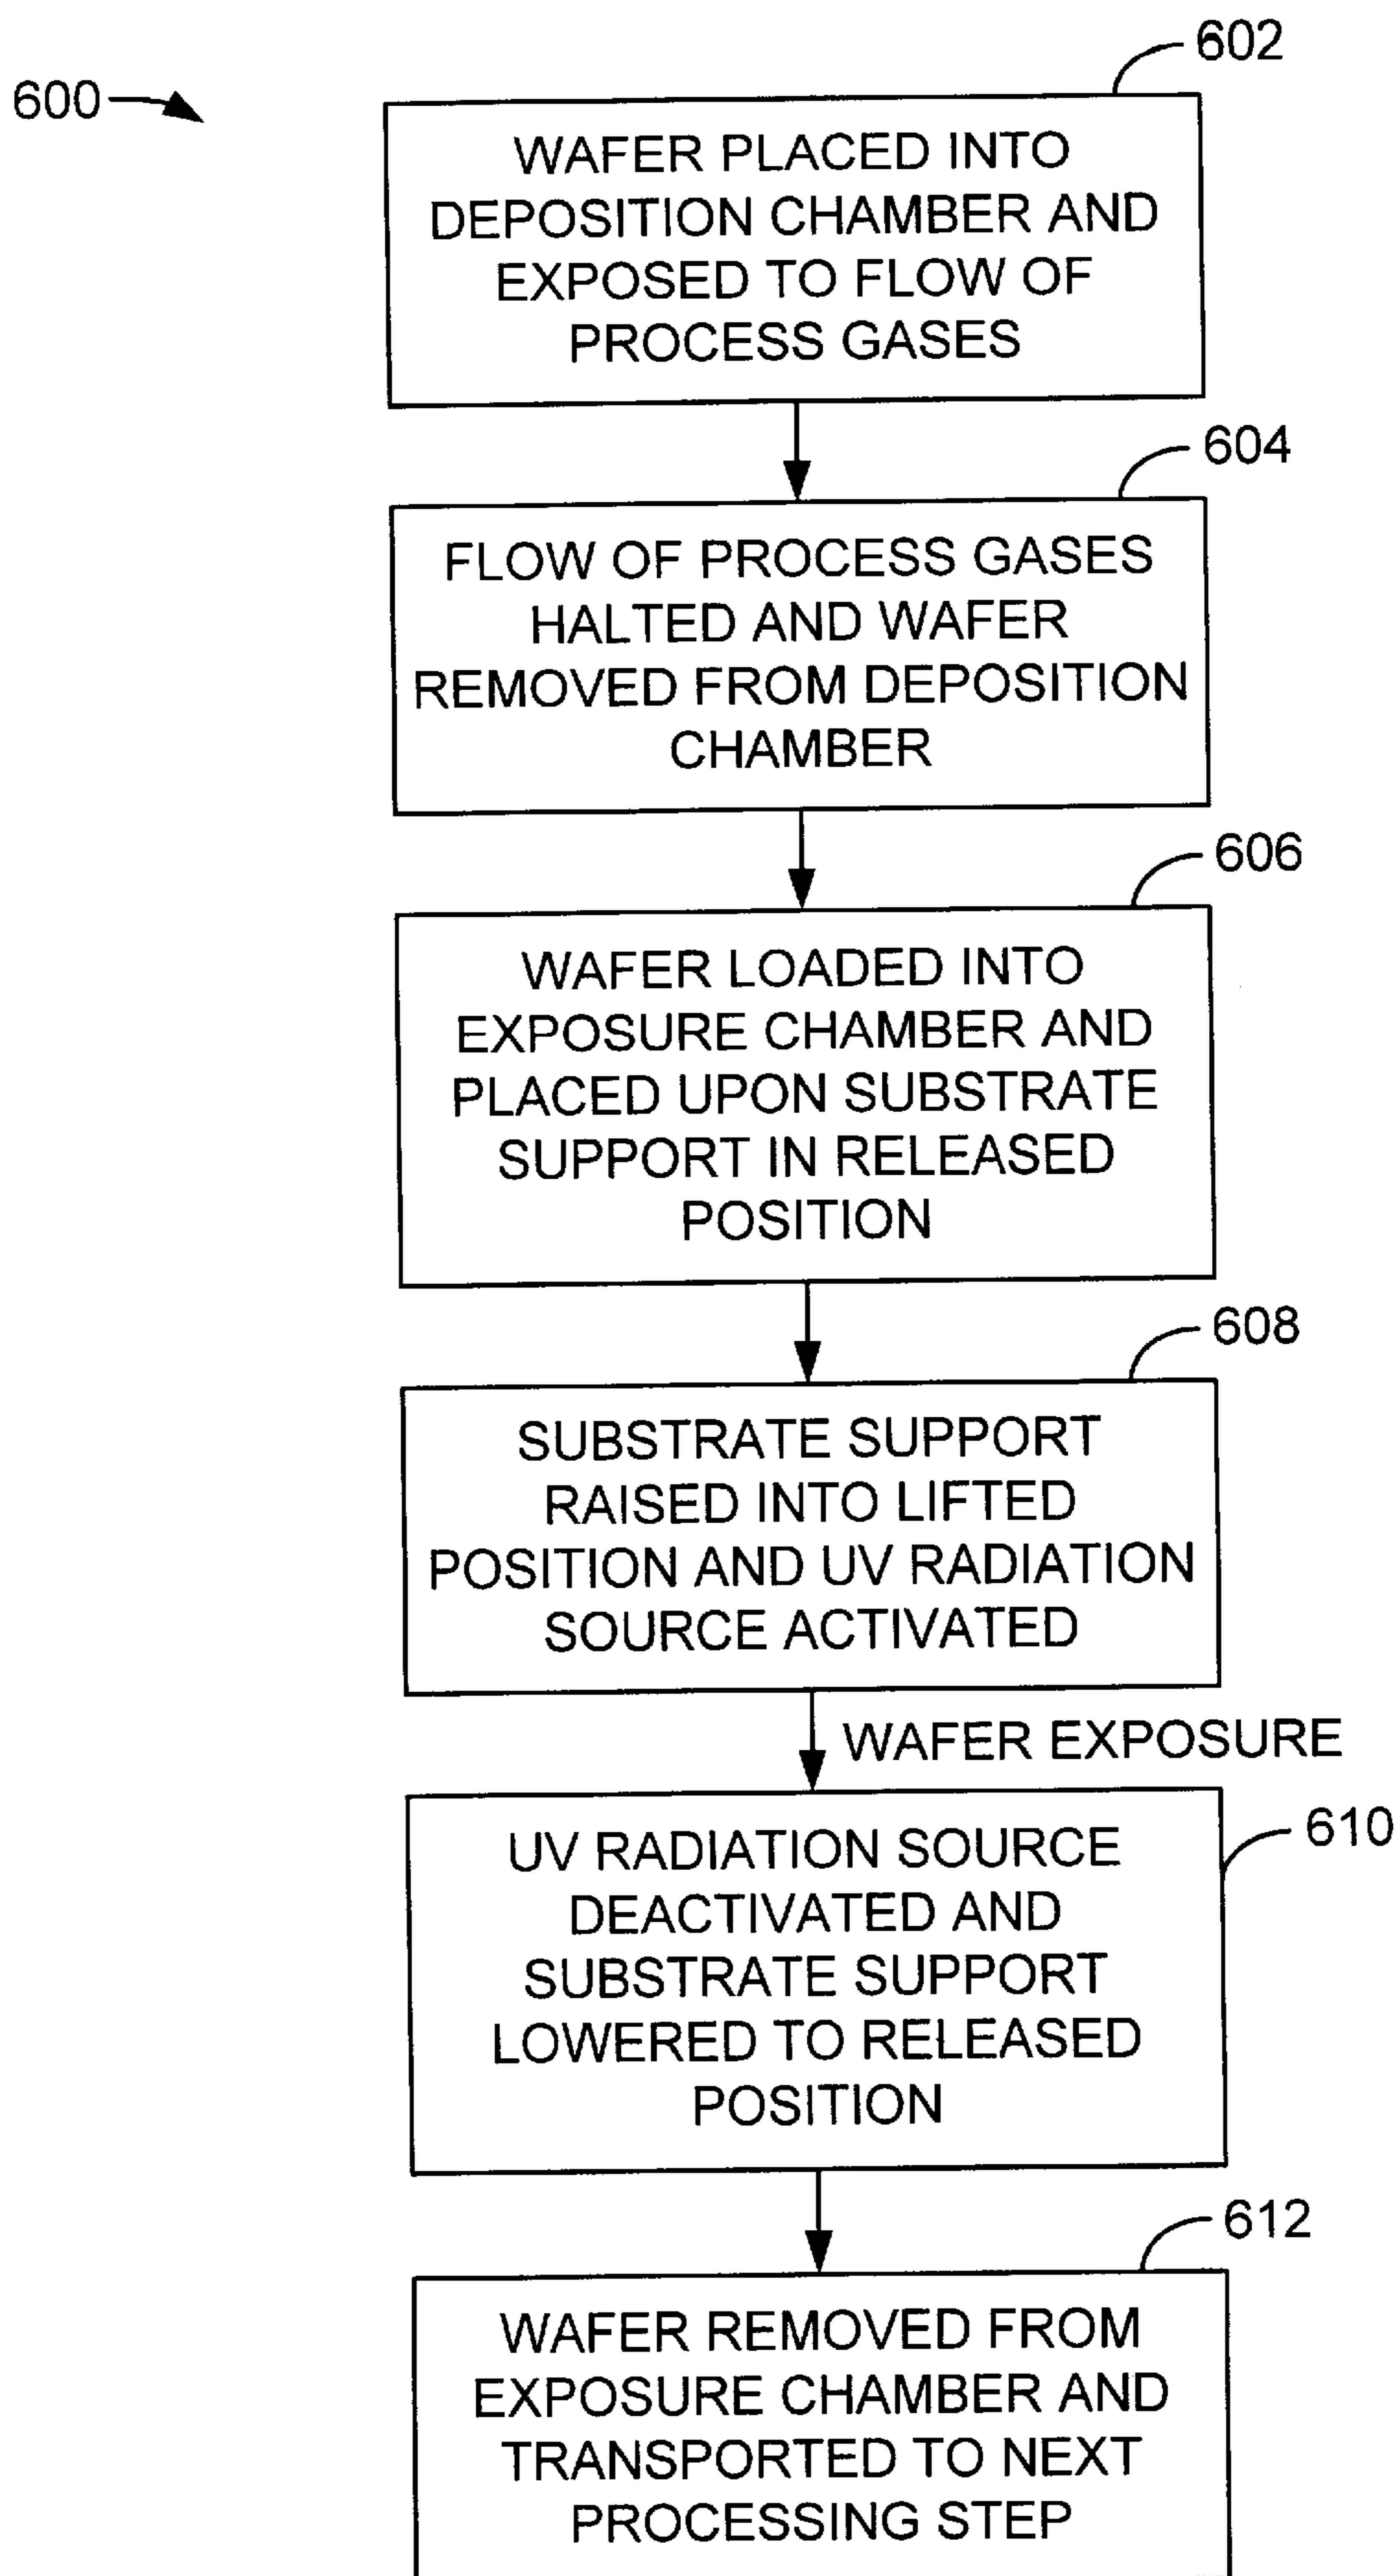 602
600
WAFER PLACED INTO
DEPOSITION CHAMBER AND
EXPOSED TO FLOW OF
PROCESS GASES
604
FLOW OF PROCESS GASES
HALTED AND WAFER
REMOVED FROM DEPOSITION
CHAMBER
606
WAFER LOADED INTO
EXPOSURE CHAMBER AND
PLACED UPON SUBSTRATE
SUPPORT IN RELEASED
POSITION
608
SUBSTRATE SUPPORT
RAISED INTO LIFTED
POSITION AND UV RADIATION
SOURCE ACTIVATED
WAFER EXPOSURE
610
UV RADIATION SOURCE
DEACTIVATED AND
SUBSTRATE SUPPORT
LOWERED TO RELEASED
POSITION
612
WAFER REMOVED FROM
EXPOSURE CHAMBER AND
TRANSPORTED TO NEXT
PROCESSING STEP